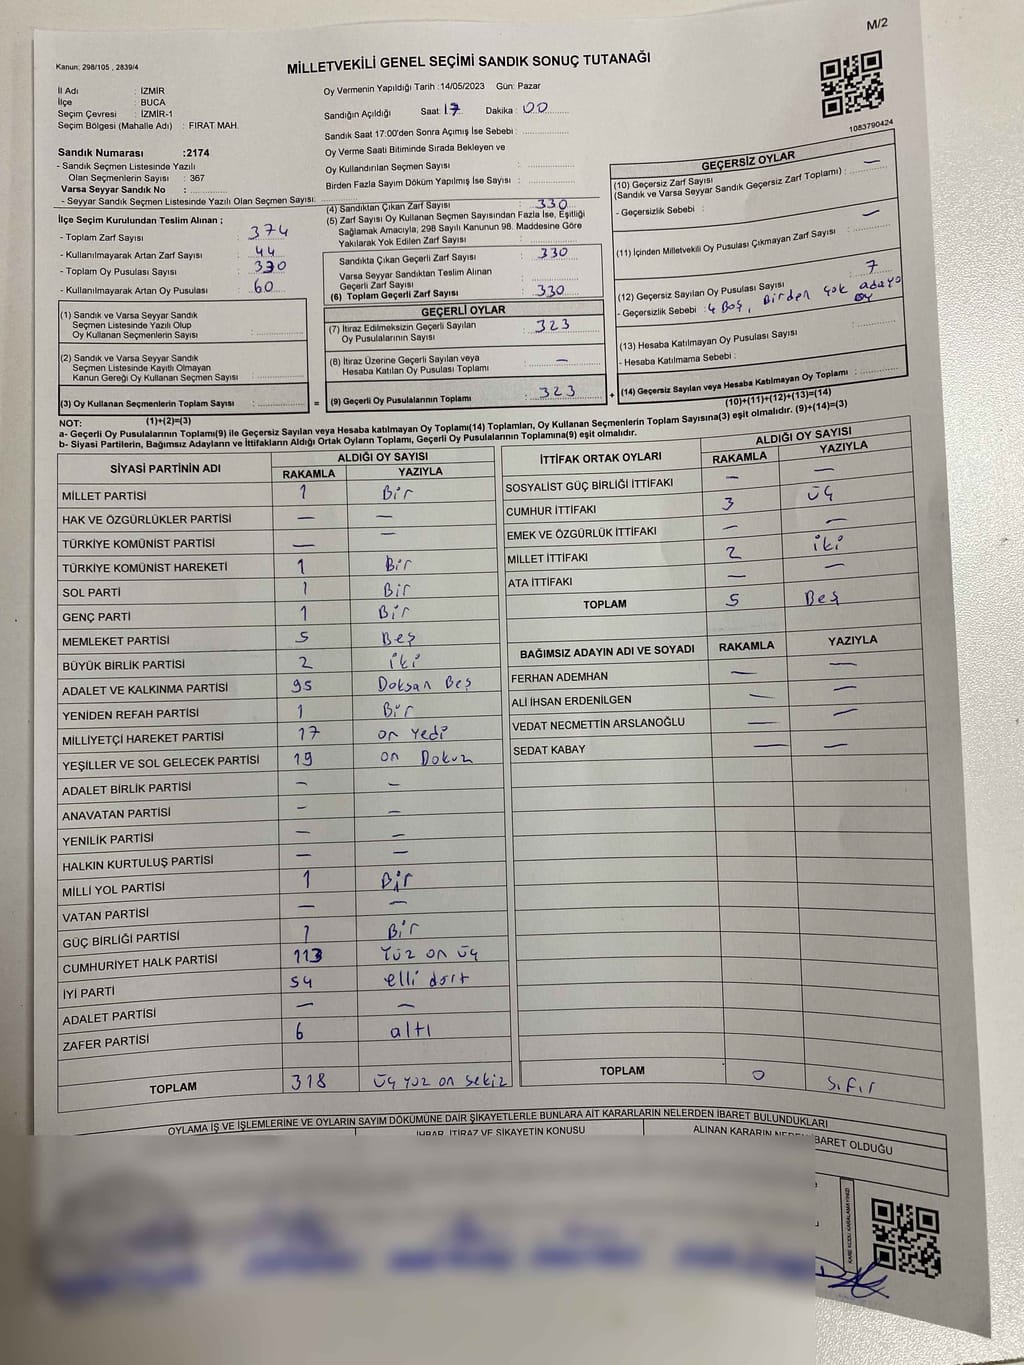 M/2
Kanun: 298/105 , 2839/4
MİLLETVEKİLİ GENEL SEÇİMİ SANDIK SONUÇ TUTANAĞI
İl Adı : İZMİR
İlçe : BUCA
Seçim Çevresi : İZMİR-1
Seçim Bölgesi (Mahalle Adı) : FIRAT MAH.
Sandık Numarası :2174
- Sandık Seçmen Listesinde Yazılı
Olan Seçmenlerin Sayısı : 367
Varsa Seyyar Sandık No :
- Seyyar Sandık Seçmen Listesinde Yazılı Olan Seçmen Sayısı:
Oy Vermenin Yapıldığı Tarih :14/05/2023 Gün: Pazar
Sandığın Açıldığı Saat: 17 Dakika : 00
Sandık Saat 17:00'den Sonra Açımış İse Sebebi :
Oy Verme Saati Bitiminde Sırada Bekleyen ve
Oy Kullandırılan Seçmen Sayısı :
Birden Fazla Sayım Döküm Yapılmış İse Sayısı :
1083790424
İlçe Seçim Kurulundan Teslim Alınan ;
- Toplam Zarf Sayısı : 374
- Kullanılmayarak Artan Zarf Sayısı : 44
- Toplam Oy Pusulası Sayısı : 330
- Kullanılmayarak Artan Oy Pusulası : 60
(1) Sandık ve Varsa Seyyar Sandık
Seçmen Listesinde Yazılı Olup
Oy Kullanan Seçmenlerin Sayısı :
(2) Sandık ve Varsa Seyyar Sandık
Seçmen Listesinde Kayıtlı Olmayan
Kanun Gereği Oy Kullanan Seçmen Sayısı :
(3) Oy Kullanan Seçmenlerin Toplam Sayısı :
(1)+(2)=(3)
(4) Sandıktan Çıkan Zarf Sayısı : 330
(5) Zarf Sayısı Oy Kullanan Seçmen Sayısından Fazla İse, Eşitliği
Sağlamak Amacıyla; 298 Sayılı Kanunun 98. Maddesine Göre
Yakılarak Yok Edilen Zarf Sayısı :
Sandıkta Çıkan Geçerli Zarf Sayısı : 330
Varsa Seyyar Sandıktan Teslim Alınan
Geçerli Zarf Sayısı :
(6) Toplam Geçerli Zarf Sayısı : 330
GEÇERLİ OYLAR
(7) İtiraz Edilmeksizin Geçerli Sayılan
Oy Pusulalarının Sayısı : 323
(8) İtiraz Üzerine Geçerli Sayılan veya
Hesaba Katılan Oy Pusulası Toplamı : —
= (9) Geçerli Oy Pusulalarının Toplamı : 323 +
GEÇERSİZ OYLAR
(10) Geçersiz Zarf Sayısı
(Sandık ve Varsa Seyyar Sandık Geçersiz Zarf Toplamı) : —
- Geçersizlik Sebebi :
(11) İçinden Milletvekili Oy Pusulası Çıkmayan Zarf Sayısı : —
(12) Geçersiz Sayılan Oy Pusulası Sayısı : 7
- Geçersizlik Sebebi : 4 Boş, Birden çok adaya oy
(13) Hesaba Katılmayan Oy Pusulası Sayısı :
- Hesaba Katılmama Sebebi :
(14) Geçersiz Sayılan veya Hesaba Katılmayan Oy Toplamı :
(10)+(11)+(12)+(13)=(14)
NOT:
a- Geçerli Oy Pusulalarının Toplamı(9) ile Geçersiz Sayılan veya Hesaba katılmayan Oy Toplamı(14) Toplamları, Oy Kullanan Seçmenlerin Toplam Sayısına(3) eşit olmalıdır. (9)+(14)=(3)
b- Siyasi Partilerin, Bağımsız Adayların ve İttifakların Aldığı Ortak Oyların Toplamı, Geçerli Oy Pusulalarının Toplamına(9) eşit olmalıdır.
SİYASİ PARTİNİN ADI ALDIĞI OY SAYISI
RAKAMLA YAZIYLA
MİLLET PARTİSİ 1 Bir
HAK VE ÖZGÜRLÜKLER PARTİSİ — —
TÜRKİYE KOMÜNİST PARTİSİ — —
TÜRKİYE KOMÜNİST HAREKETİ 1 Bir
SOL PARTİ 1 Bir
GENÇ PARTİ 1 Bir
MEMLEKET PARTİSİ 5 Beş
BÜYÜK BİRLİK PARTİSİ 2 iki
ADALET VE KALKINMA PARTİSİ 95 Doksan Beş
YENİDEN REFAH PARTİSİ 1 Bir
MİLLİYETÇİ HAREKET PARTİSİ 17 on Yedi
YEŞİLLER VE SOL GELECEK PARTİSİ 19 on Dokuz
ADALET BİRLİK PARTİSİ — —
ANAVATAN PARTİSİ — —
YENİLİK PARTİSİ — —
HALKIN KURTULUŞ PARTİSİ — —
MİLLİ YOL PARTİSİ 1 Bir
VATAN PARTİSİ — —
GÜÇ BİRLİĞİ PARTİSİ 1 Bir
CUMHURİYET HALK PARTİSİ 113 Yüz on üç
İYİ PARTİ 54 elli dört
ADALET PARTİSİ — —
ZAFER PARTİSİ 6 altı
TOPLAM 318 üç yüz on sekiz
İTTİFAK ORTAK OYLARI ALDIĞI OY SAYISI
RAKAMLA YAZIYLA
SOSYALİST GÜÇ BİRLİĞİ İTTİFAKI — —
CUMHUR İTTİFAKI 3 üç
EMEK VE ÖZGÜRLÜK İTTİFAKI — —
MİLLET İTTİFAKI 2 iki
ATA İTTİFAKI — —
TOPLAM 5 Beş
BAĞIMSIZ ADAYIN ADI VE SOYADI RAKAMLA YAZIYLA
FERHAN ADEMHAN — —
ALİ İHSAN ERDENİLGEN — —
VEDAT NECMETTİN ARSLANOĞLU — —
SEDAT KABAY — —
TOPLAM 0 sıfır
OYLAMA İŞ VE İŞLEMLERİNE VE OYLARIN SAYIM DÖKÜMÜNE DAİR ŞİKAYETLERLE BUNLARA AİT KARARLARIN NELERDEN İBARET BULUNDUKLARI
İHBAR, İTİRAZ VE ŞİKAYETİN KONUSU
ALINAN KARARIN NEDEN İBARET OLDUĞU
KARE KODU KARALAMAYINIZ!